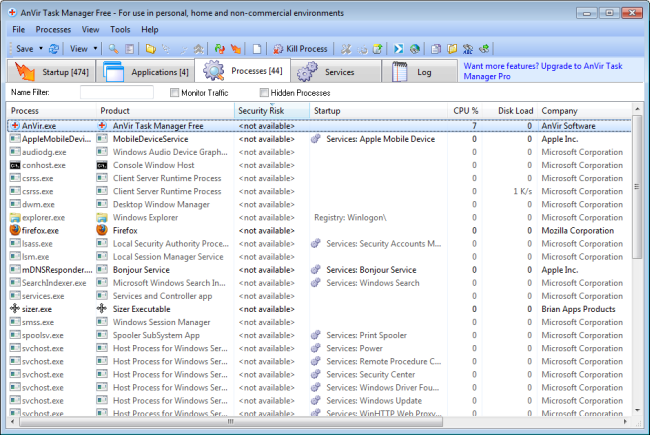 AnVir Task Manager Free - For use in personal, home and non-commercial environments
File Processes View Tools Help
Save View Kill Process
Startup [474] Applications [4] Processes [44] Services Log Want more features? Upgrade to AnVir Task Manager Pro
Name Filter: Monitor Traffic Hidden Processes
Process Product Security Risk Startup CPU % Disk Load Company
AnVir.exe AnVir Task Manager Free <not available> 7 0 AnVir Software
AppleMobileDevi... MobileDeviceService <not available> Services: Apple Mobile Device 0 0 Apple Inc.
audiodg.exe Windows Audio Device Graph... <not available> 0 0 Microsoft Corporation
conhost.exe Console Window Host <not available> 0 0 Microsoft Corporation
csrss.exe Client Server Runtime Process <not available> 0 0 Microsoft Corporation
csrss.exe Client Server Runtime Process <not available> 0 1 K/s Microsoft Corporation
dwm.exe Desktop Window Manager <not available> 0 0 Microsoft Corporation
explorer.exe Windows Explorer <not available> Registry: Winlogon\ 0 0 Microsoft Corporation
firefox.exe Firefox <not available> 0 0 Mozilla Corporation
lsass.exe Local Security Authority Proce... <not available> Services: Security Accounts M... 0 0 Microsoft Corporation
lsm.exe Local Session Manager Service <not available> 0 0 Microsoft Corporation
mDNSResponder.... Bonjour Service <not available> Services: Bonjour Service 0 0 Apple Inc.
SearchIndexer.exe Microsoft Windows Search In... <not available> Services: Windows Search 0 0 Microsoft Corporation
services.exe Services and Controller app <not available> 0 0 Microsoft Corporation
sizer.exe Sizer Executable <not available> 0 0 Brian Apps Products
smss.exe Windows Session Manager <not available> 0 0 Microsoft Corporation
spoolsv.exe Spooler SubSystem App <not available> Services: Print Spooler 0 0 Microsoft Corporation
svchost.exe Host Process for Windows Ser... <not available> Services: Power 0 0 Microsoft Corporation
svchost.exe Host Process for Windows Ser... <not available> Services: Remote Procedure C... 0 0 Microsoft Corporation
svchost.exe Host Process for Windows Ser... <not available> Services: Security Center 0 0 Microsoft Corporation
svchost.exe Host Process for Windows Ser... <not available> Services: Windows Driver Fou... 0 0 Microsoft Corporation
svchost.exe Host Process for Windows Ser... <not available> Services: Windows Update 0 0 Microsoft Corporation
svchost.exe Host Process for Windows Ser... <not available> Services: WinHTTP Web Proxy... 0 0 Microsoft Corporation